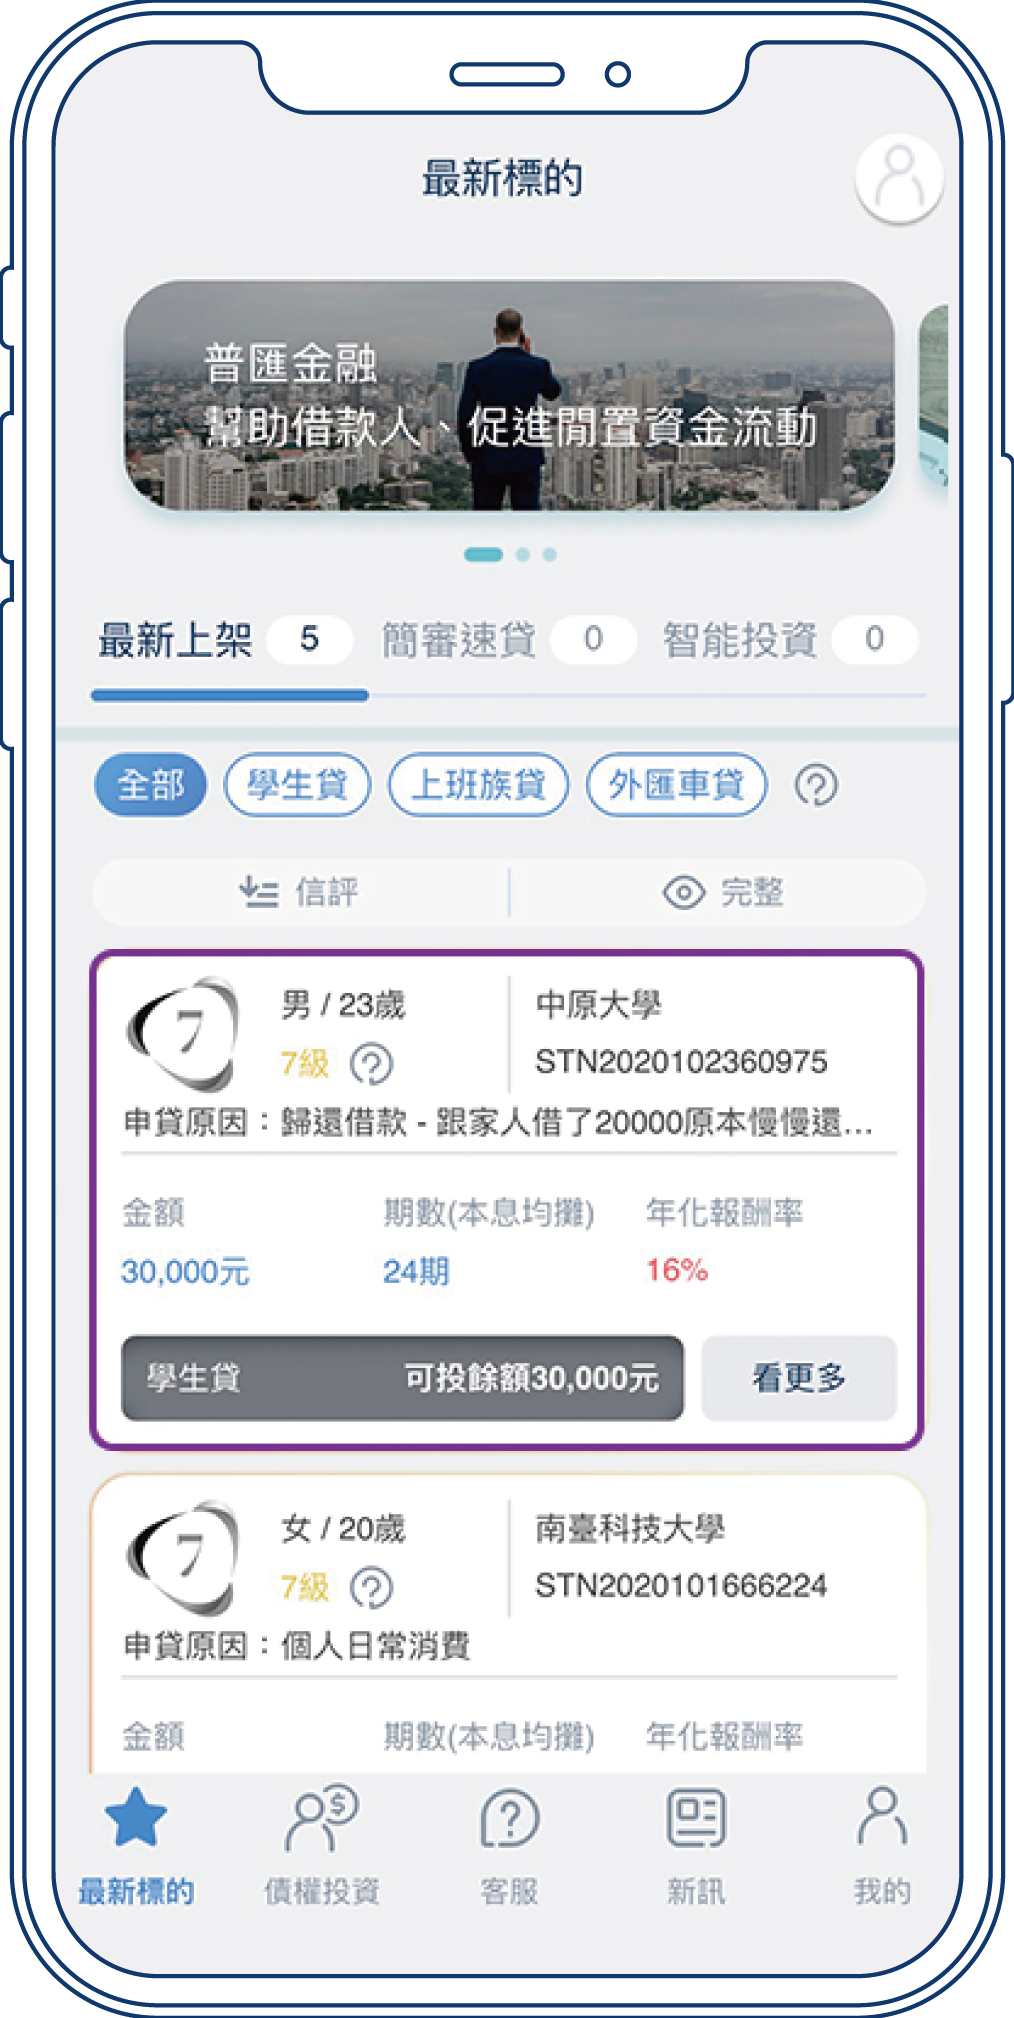 最新標的
普匯金融
幫助借款人、促進閒置資金流動
最新上架 5 簡審速貸 0 智能投資 0
全部 學生貸 上班族貸 外匯車貸 ?
信評 完整
7 男 / 23歲 中原大學
7級 ? STN2020102360975
申貸原因：歸還借款 - 跟家人借了20000原本慢慢還...
金額 期數(本息均攤) 年化報酬率
30,000元 24期 16%
學生貸 可投餘額30,000元 看更多
7 女 / 20歲 南臺科技大學
7級 ? STN2020101666224
申貸原因：個人日常消費
金額 期數(本息均攤) 年化報酬率
最新標的 債權投資 客服 新訊 我的